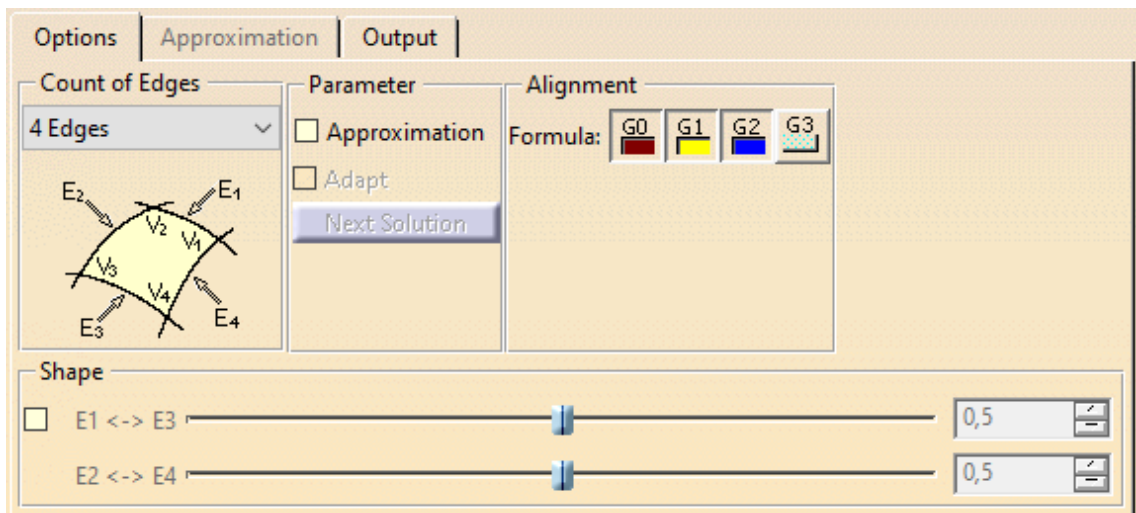 Options Approximation Output
Count of Edges
4 Edges
E2 E1
V2 V1
V3
V4
E3 E4
Parameter
Approximation
Adapt
Next Solution
Alignment
Formula: G0 G1 G2 G3
Shape
E1 <-> E3 0,5
E2 <-> E4 0,5